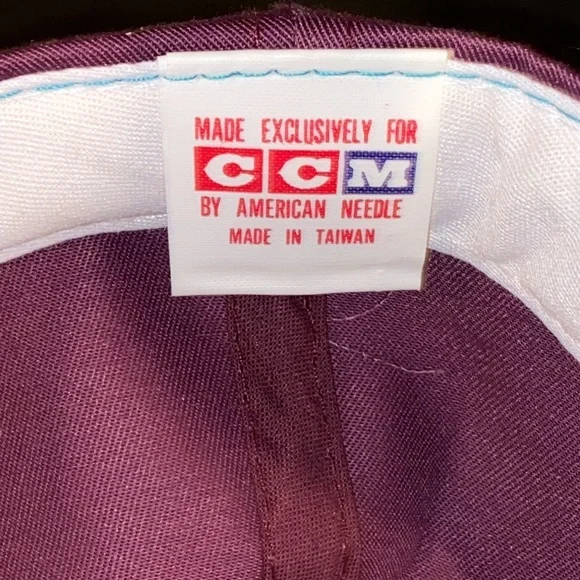 MADE EXCLUSIVELY FOR
CCM
BY AMERICAN NEEDLE
MADE IN TAIWAN